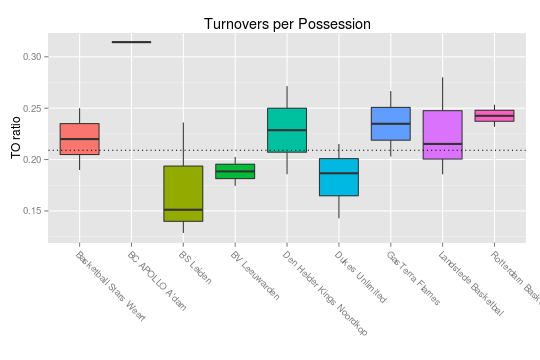 Turnovers per Possession
TO ratio
0.30
0.25
0.20
0.15
Basketball Stars Weert
BC APOLLO A'dam
BS Leiden
BV Leeuwarden
Den Helder Kings Noordkop
Dukes Unlimited
GasTerra Flames
Landstede Basketbal
Rotterdam Bask